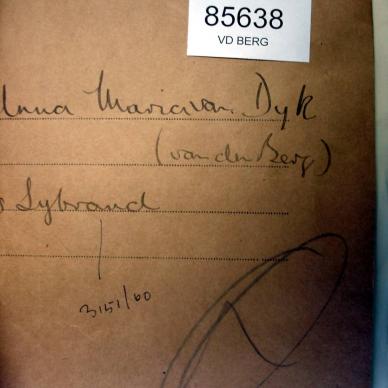 85638
VD BERG
Anna Maria van Dyk
(van den Berg)
Sybrand
3151/60